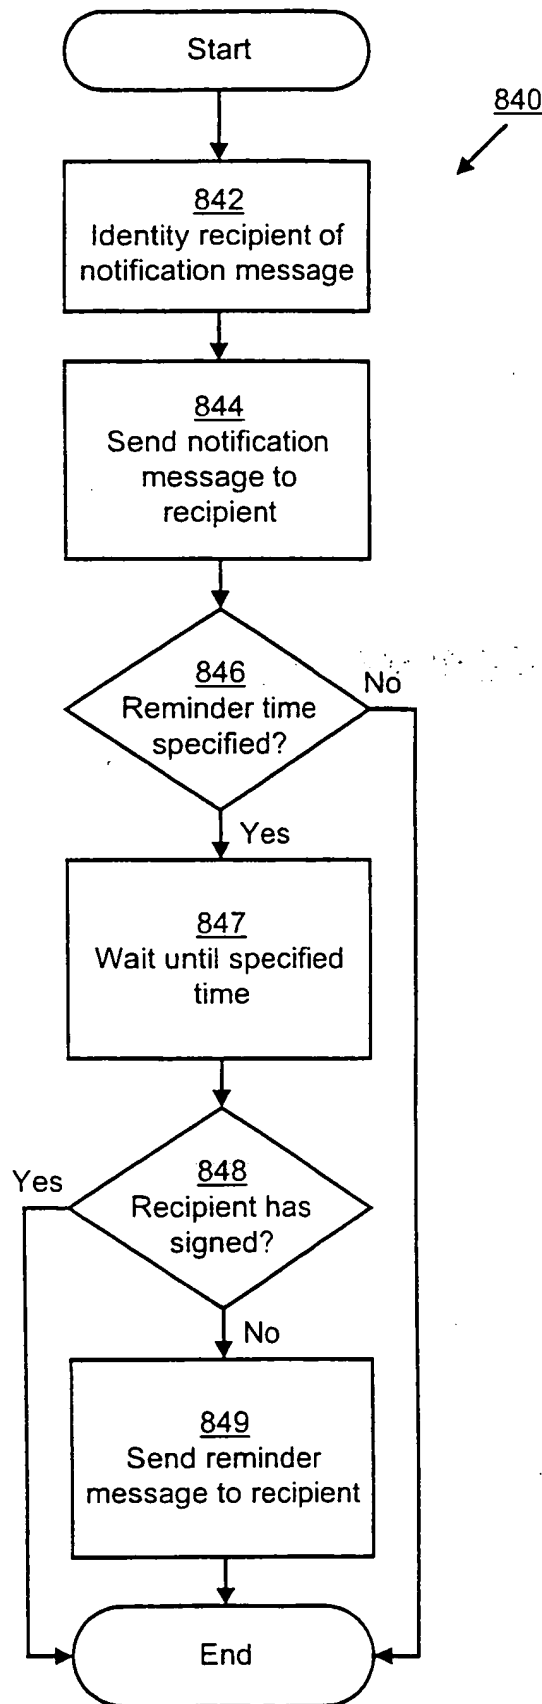 Start
840
842
Identity recipient of
notification message
844
Send notification
message to
recipient
846
Reminder time
specified?
No
Yes
847
Wait until specified
time
848
Recipient has
signed?
Yes
No
849
Send reminder
message to recipient
End